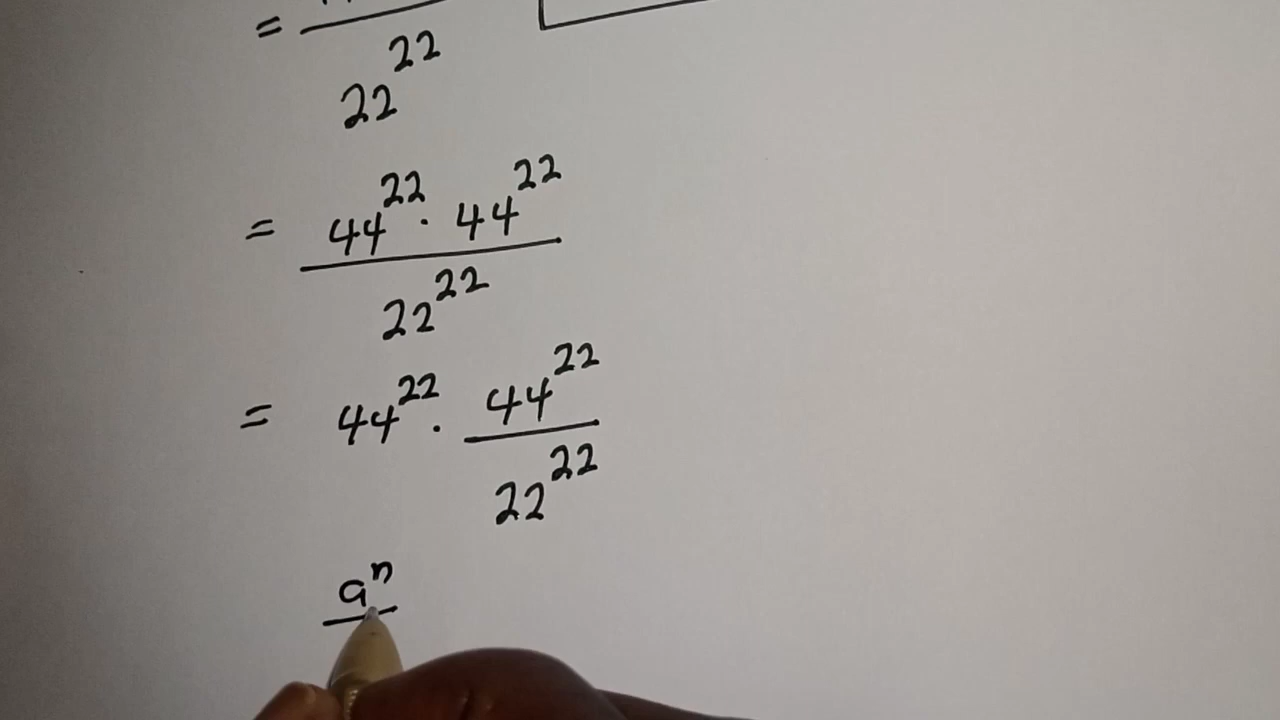 = 22^22
= 44^22 · 44^22 / 22^22
= 44^22 · 44^22 / 22^22
a^n